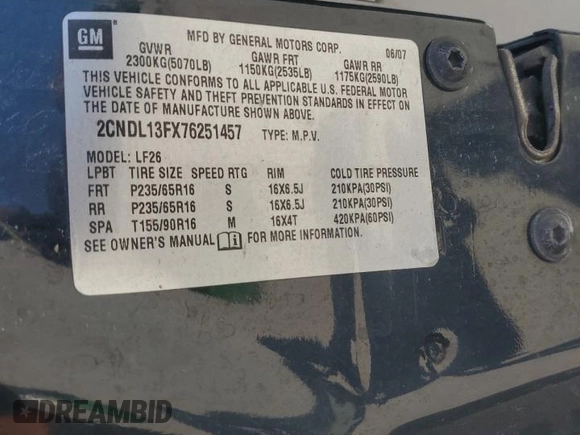 GM
MFD BY GENERAL MOTORS CORP. 06/07
GVWR GAWR FRT GAWR RR
2300KG(5070LB) 1150KG(2535LB) 1175KG(2590LB)
THIS VEHICLE CONFORMS TO ALL APPLICABLE U.S. FEDERAL MOTOR
VEHICLE SAFETY AND THEFT PREVENTION STANDARDS IN EFFECT ON
THE DATE OF MANUFACTURE SHOWN ABOVE.
2CNDL13FX76251457 TYPE: M.P.V.
MODEL: LF26
LPBT TIRE SIZE SPEED RTG RIM COLD TIRE PRESSURE
FRT P235/65R16 S 16X6.5J 210KPA(30PSI)
RR P235/65R16 S 16X6.5J 210KPA(30PSI)
SPA T155/90R16 M 16X4T 420KPA(60PSI)
SEE OWNER'S MANUAL FOR MORE INFORMATION.
DREAMBID